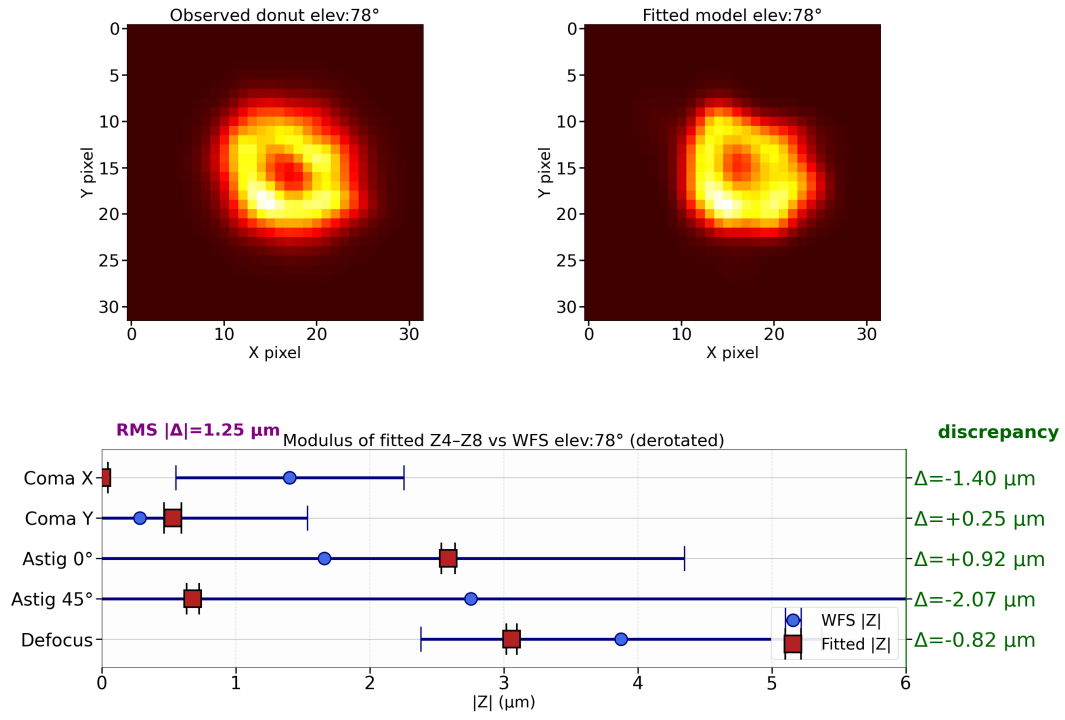 Observed donut elev:78°
Fitted model elev:78°
0
5
10
15
20
25
30
Y pixel
0
10
20
30
X pixel
0
5
10
15
20
25
30
Y pixel
0
10
20
30
X pixel
RMS |Δ|=1.25 µm
Modulus of fitted Z4–Z8 vs WFS elev:78° (derotated)
discrepancy
Coma X
Δ=-1.40 µm
Coma Y
Δ=+0.25 µm
Astig 0°
Δ=+0.92 µm
Astig 45°
Δ=-2.07 µm
Defocus
Δ=-0.82 µm
WFS |Z|
Fitted |Z|
0
1
2
3
4
5
6
|Z| (µm)